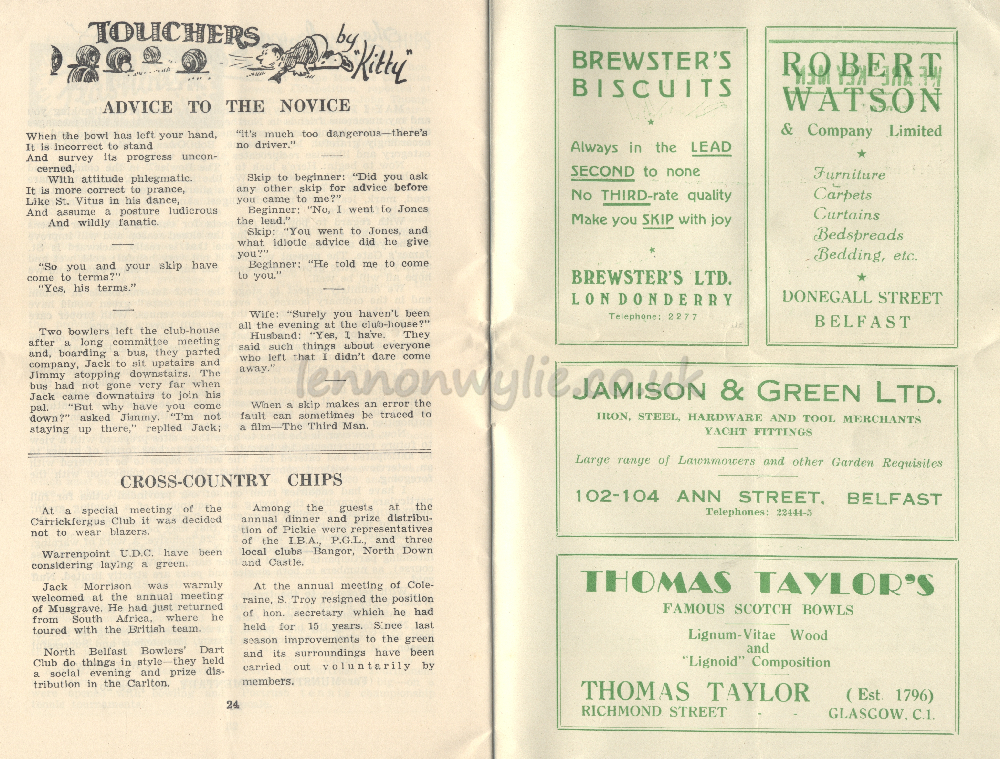 TOUCHERS
by
"Kitty"
ADVICE TO THE NOVICE
When the bowl has left your hand,
It is incorrect to stand
And survey its progress uncon-
cerned,
With attitude phlegmatic.
It is more correct to prance,
Like St. Vitus in his dance,
And assume a posture ludicrous
And wildly fanatic.
"So you and your skip have
come to terms?"
"Yes, his terms."
Two bowlers left the club-house
after a long committee meeting
and, boarding a bus, they parted
company, Jack to sit upstairs and
Jimmy stopping downstairs. The
bus had not gone very far when
Jack came downstairs to join his
pal. "But why have you come
down?" asked Jimmy. "I'm not
staying up there," replied Jack;
"it's much too dangerous—there's
no driver."
Skip to beginner: "Did you ask
any other skip for advice before
you came to me?"
Beginner: "No, I went to Jones
the lead."
Skip: "You went to Jones, and
what idiotic advice did he give
you?"
Beginner: "He told me to come
to you."
Wife: "Surely you haven't been
all the evening at the club-house?"
Husband: "Yes, I have. They
said such things about everyone
who left that I didn't dare come
away."
When a skip makes an error the
fault can sometimes be traced to
a film—The Third Man.
CROSS-COUNTRY CHIPS
At a special meeting of the
Carrickfergus Club it was decided
not to wear blazers.
Warrenpoint U.D.C. have been
considering laying a green.
Jack Morrison was warmly
welcomed at the annual meeting
of Musgrave. He had just returned
from South Africa, where he
toured with the British team.
North Belfast Bowlers' Dart
Club do things in style—they held
a social evening and prize dis-
tribution in the Carlton.
Among the guests at the
annual dinner and prize distribu-
tion of Pickie were representatives
of the I.B.A., P.G.L., and three
local clubs—Bangor, North Down
and Castle.
At the annual meeting of Cole-
raine, S. Troy resigned the position
of hon. secretary which he had
held for 15 years. Since last
season improvements to the green
and its surroundings have been
carried out voluntarily by
members.
24
BREWSTER'S
BISCUITS
Always in the LEAD
SECOND to none
No THIRD-rate quality
Make you SKIP with joy
BREWSTER'S LTD.
LONDONDERRY
Telephone: 2277
ROBERT
WATSON
& Company Limited
Furniture
Carpets
Curtains
Bedspreads
Bedding, etc.
DONEGALL STREET
BELFAST
JAMISON & GREEN LTD.
IRON, STEEL, HARDWARE AND TOOL MERCHANTS
YACHT FITTINGS
Large range of Lawnmowers and other Garden Requisites
102-104 ANN STREET, BELFAST
Telephones: 22444-5
THOMAS TAYLOR'S
FAMOUS SCOTCH BOWLS
Lignum-Vitae Wood
and
"Lignoid" Composition
THOMAS TAYLOR (Est. 1796)
RICHMOND STREET - - GLASGOW, C.1.
lennonwylie.co.uk